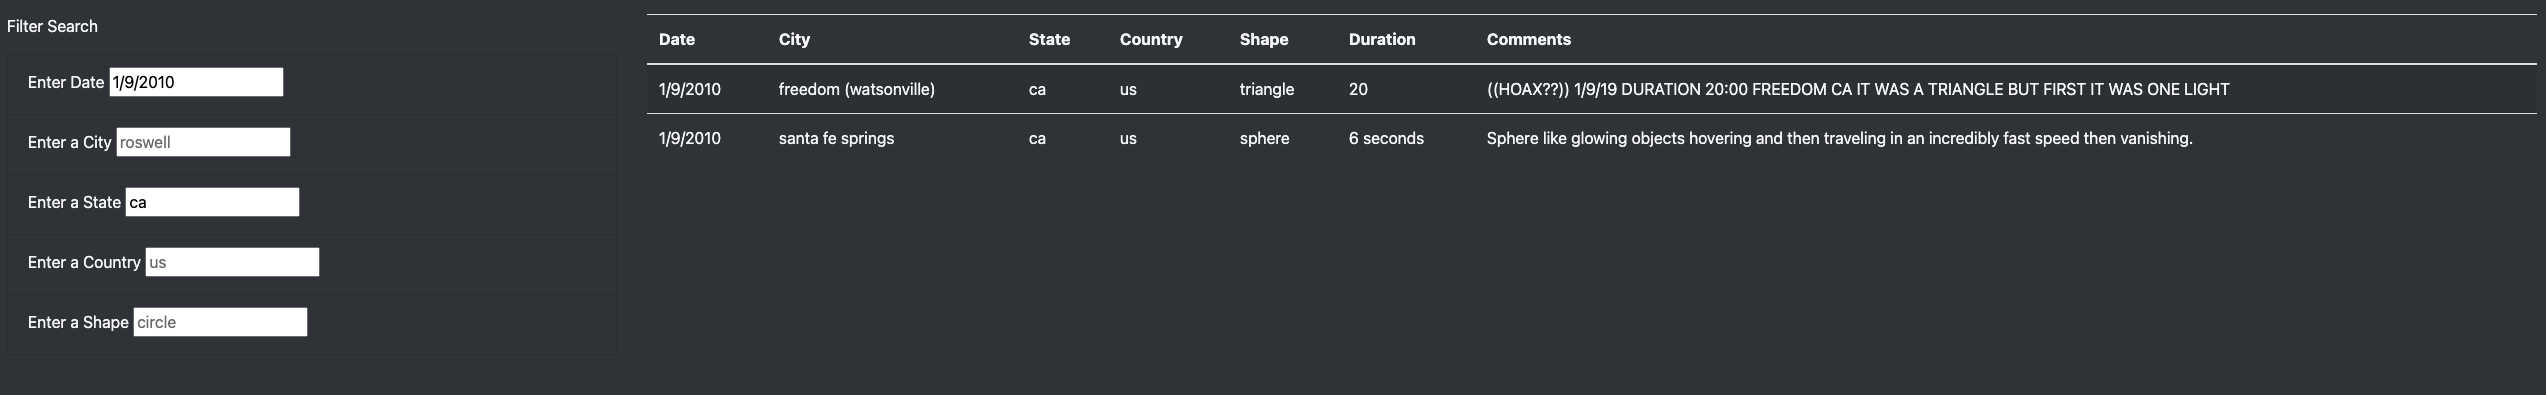 Filter Search
Enter Date 1/9/2010
Enter a City roswell
Enter a State ca
Enter a Country us
Enter a Shape circle
Date City State Country Shape Duration Comments
1/9/2010 freedom (watsonville) ca us triangle 20 ((HOAX??)) 1/9/19 DURATION 20:00 FREEDOM CA IT WAS A TRIANGLE BUT FIRST IT WAS ONE LIGHT
1/9/2010 santa fe springs ca us sphere 6 seconds Sphere like glowing objects hovering and then traveling in an incredibly fast speed then vanishing.